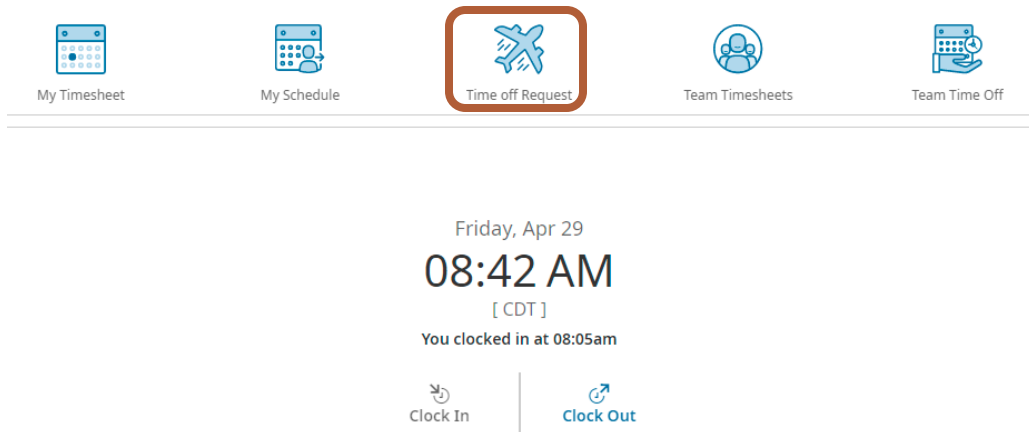 My Timesheet
My Schedule
Time off Request
Team Timesheets
Team Time Off
Friday, Apr 29
08:42 AM
[ CDT ]
You clocked in at 08:05am
Clock In
Clock Out